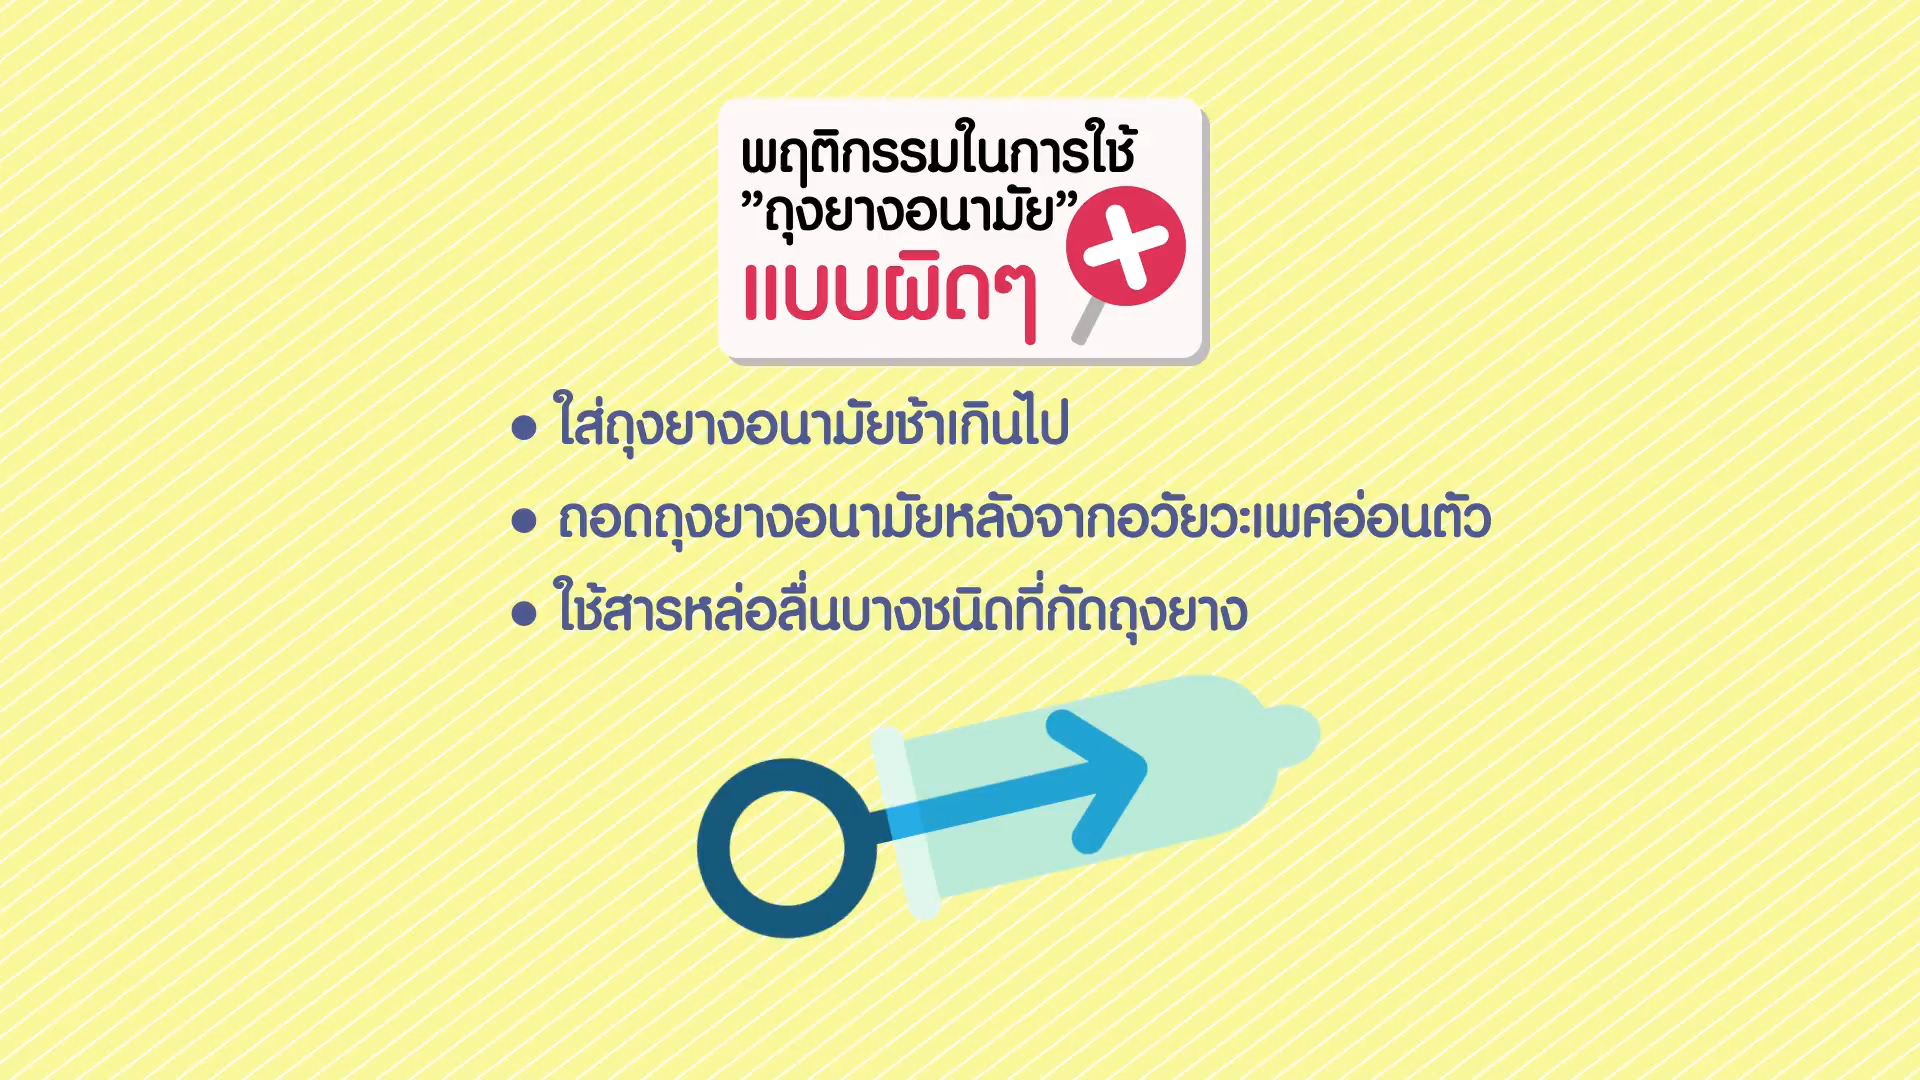 พฤติกรรมในการใช้
”ถุงยางอนามัย”
แบบผิดๆ
• ใส่ถุงยางอนามัยช้าเกินไป
• ถอดถุงยางอนามัยหลังจากอวัยวะเพศอ่อนตัว
• ใช้สารหล่อลื่นบางชนิดที่กัดถุงยาง